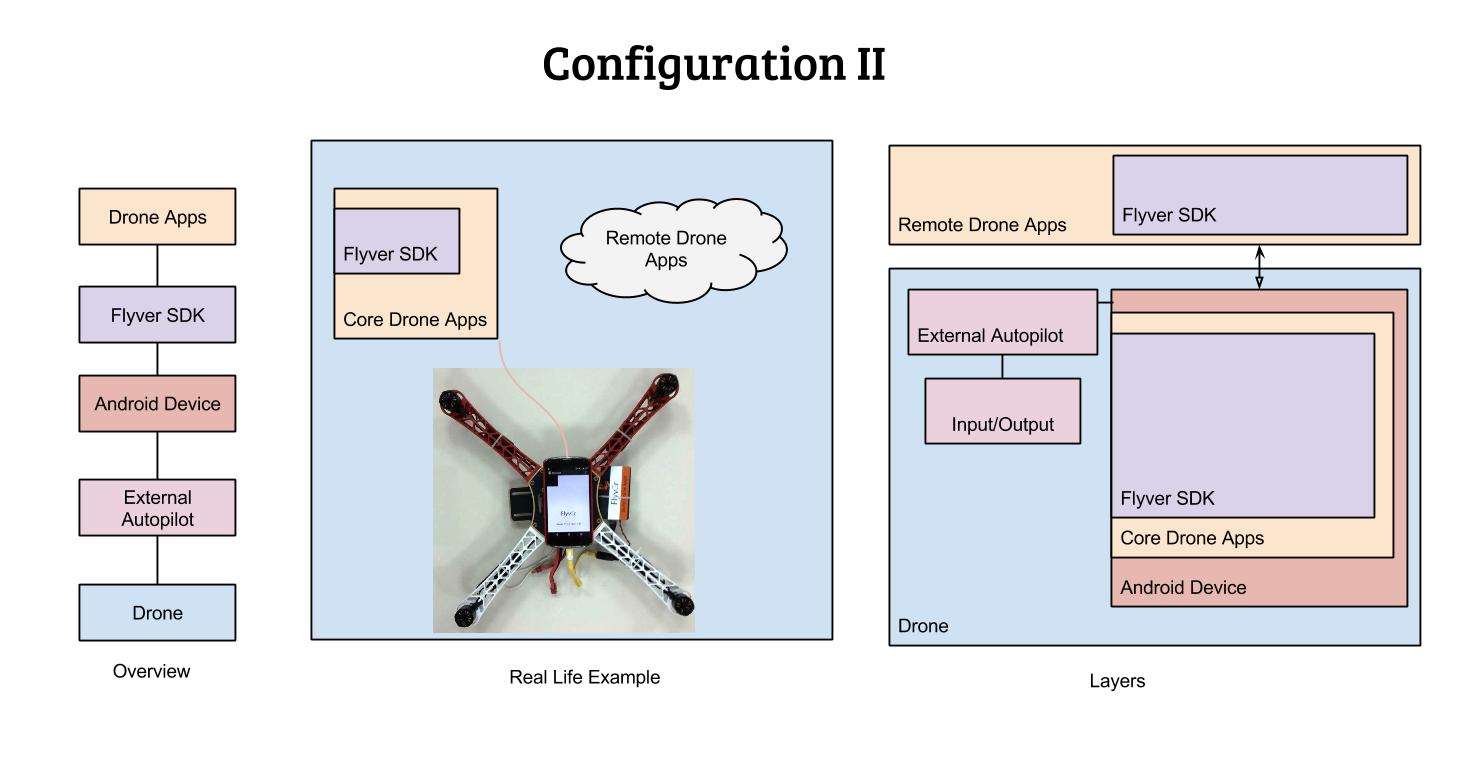 Configuration II
Drone Apps
Flyver SDK
Android Device
External
Autopilot
Drone
Overview
Flyver SDK
Core Drone Apps
Remote Drone
Apps
Flyver
Real Life Example
Remote Drone Apps
Flyver SDK
External Autopilot
Input/Output
Flyver SDK
Core Drone Apps
Android Device
Drone
Layers